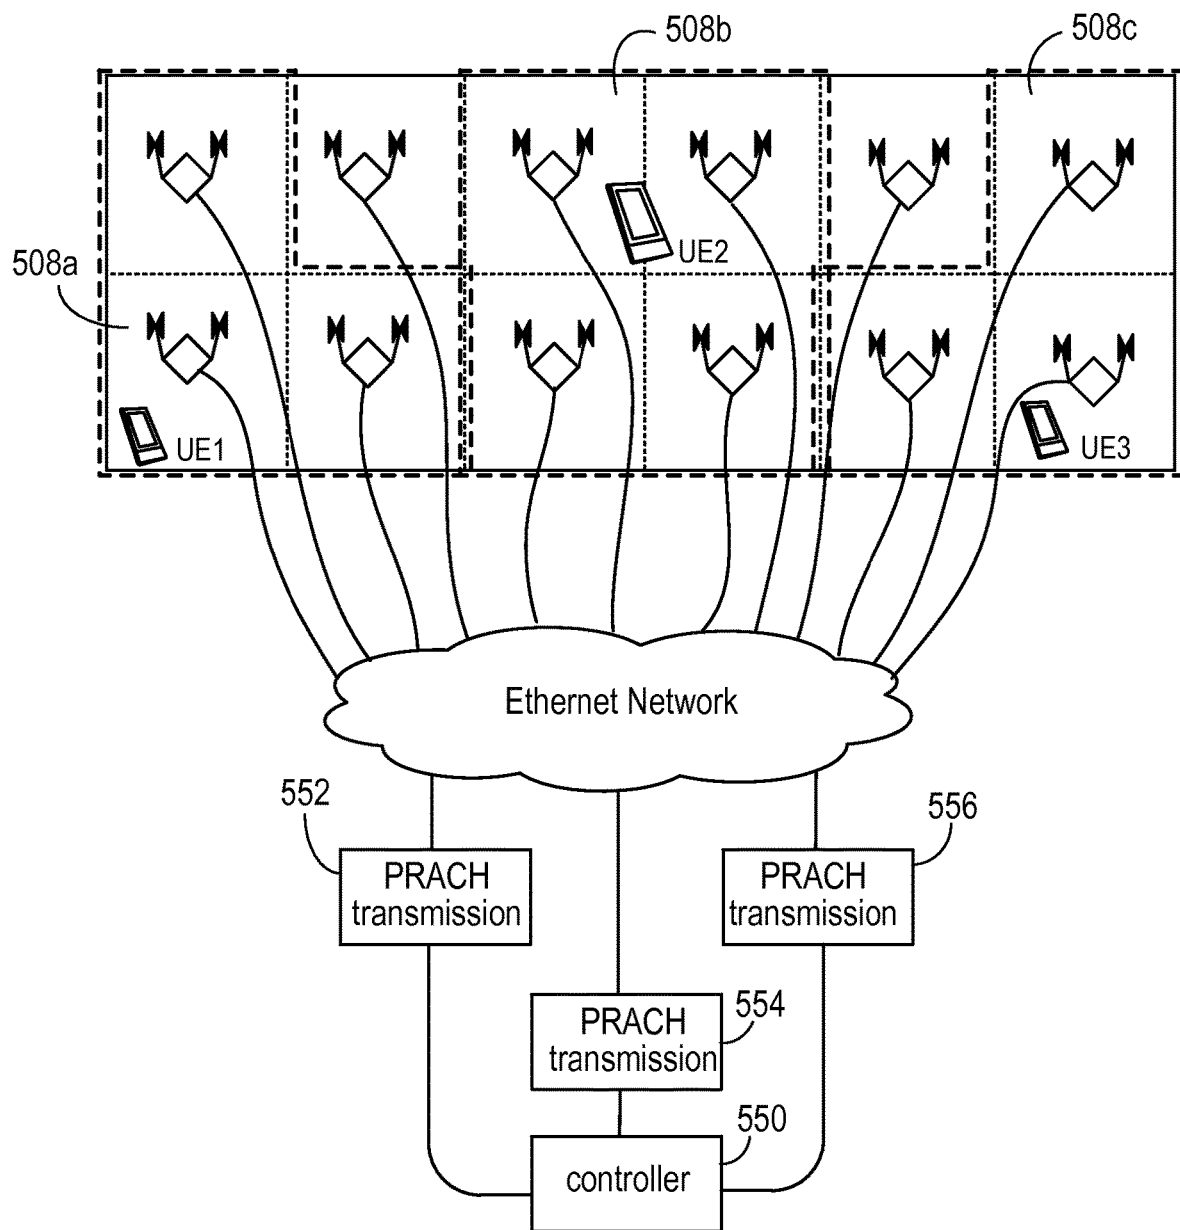 508b
508c
508a
UE2
UE1
UE3
Ethernet Network
552
556
PRACH
transmission
PRACH
transmission
554
PRACH
transmission
550
controller